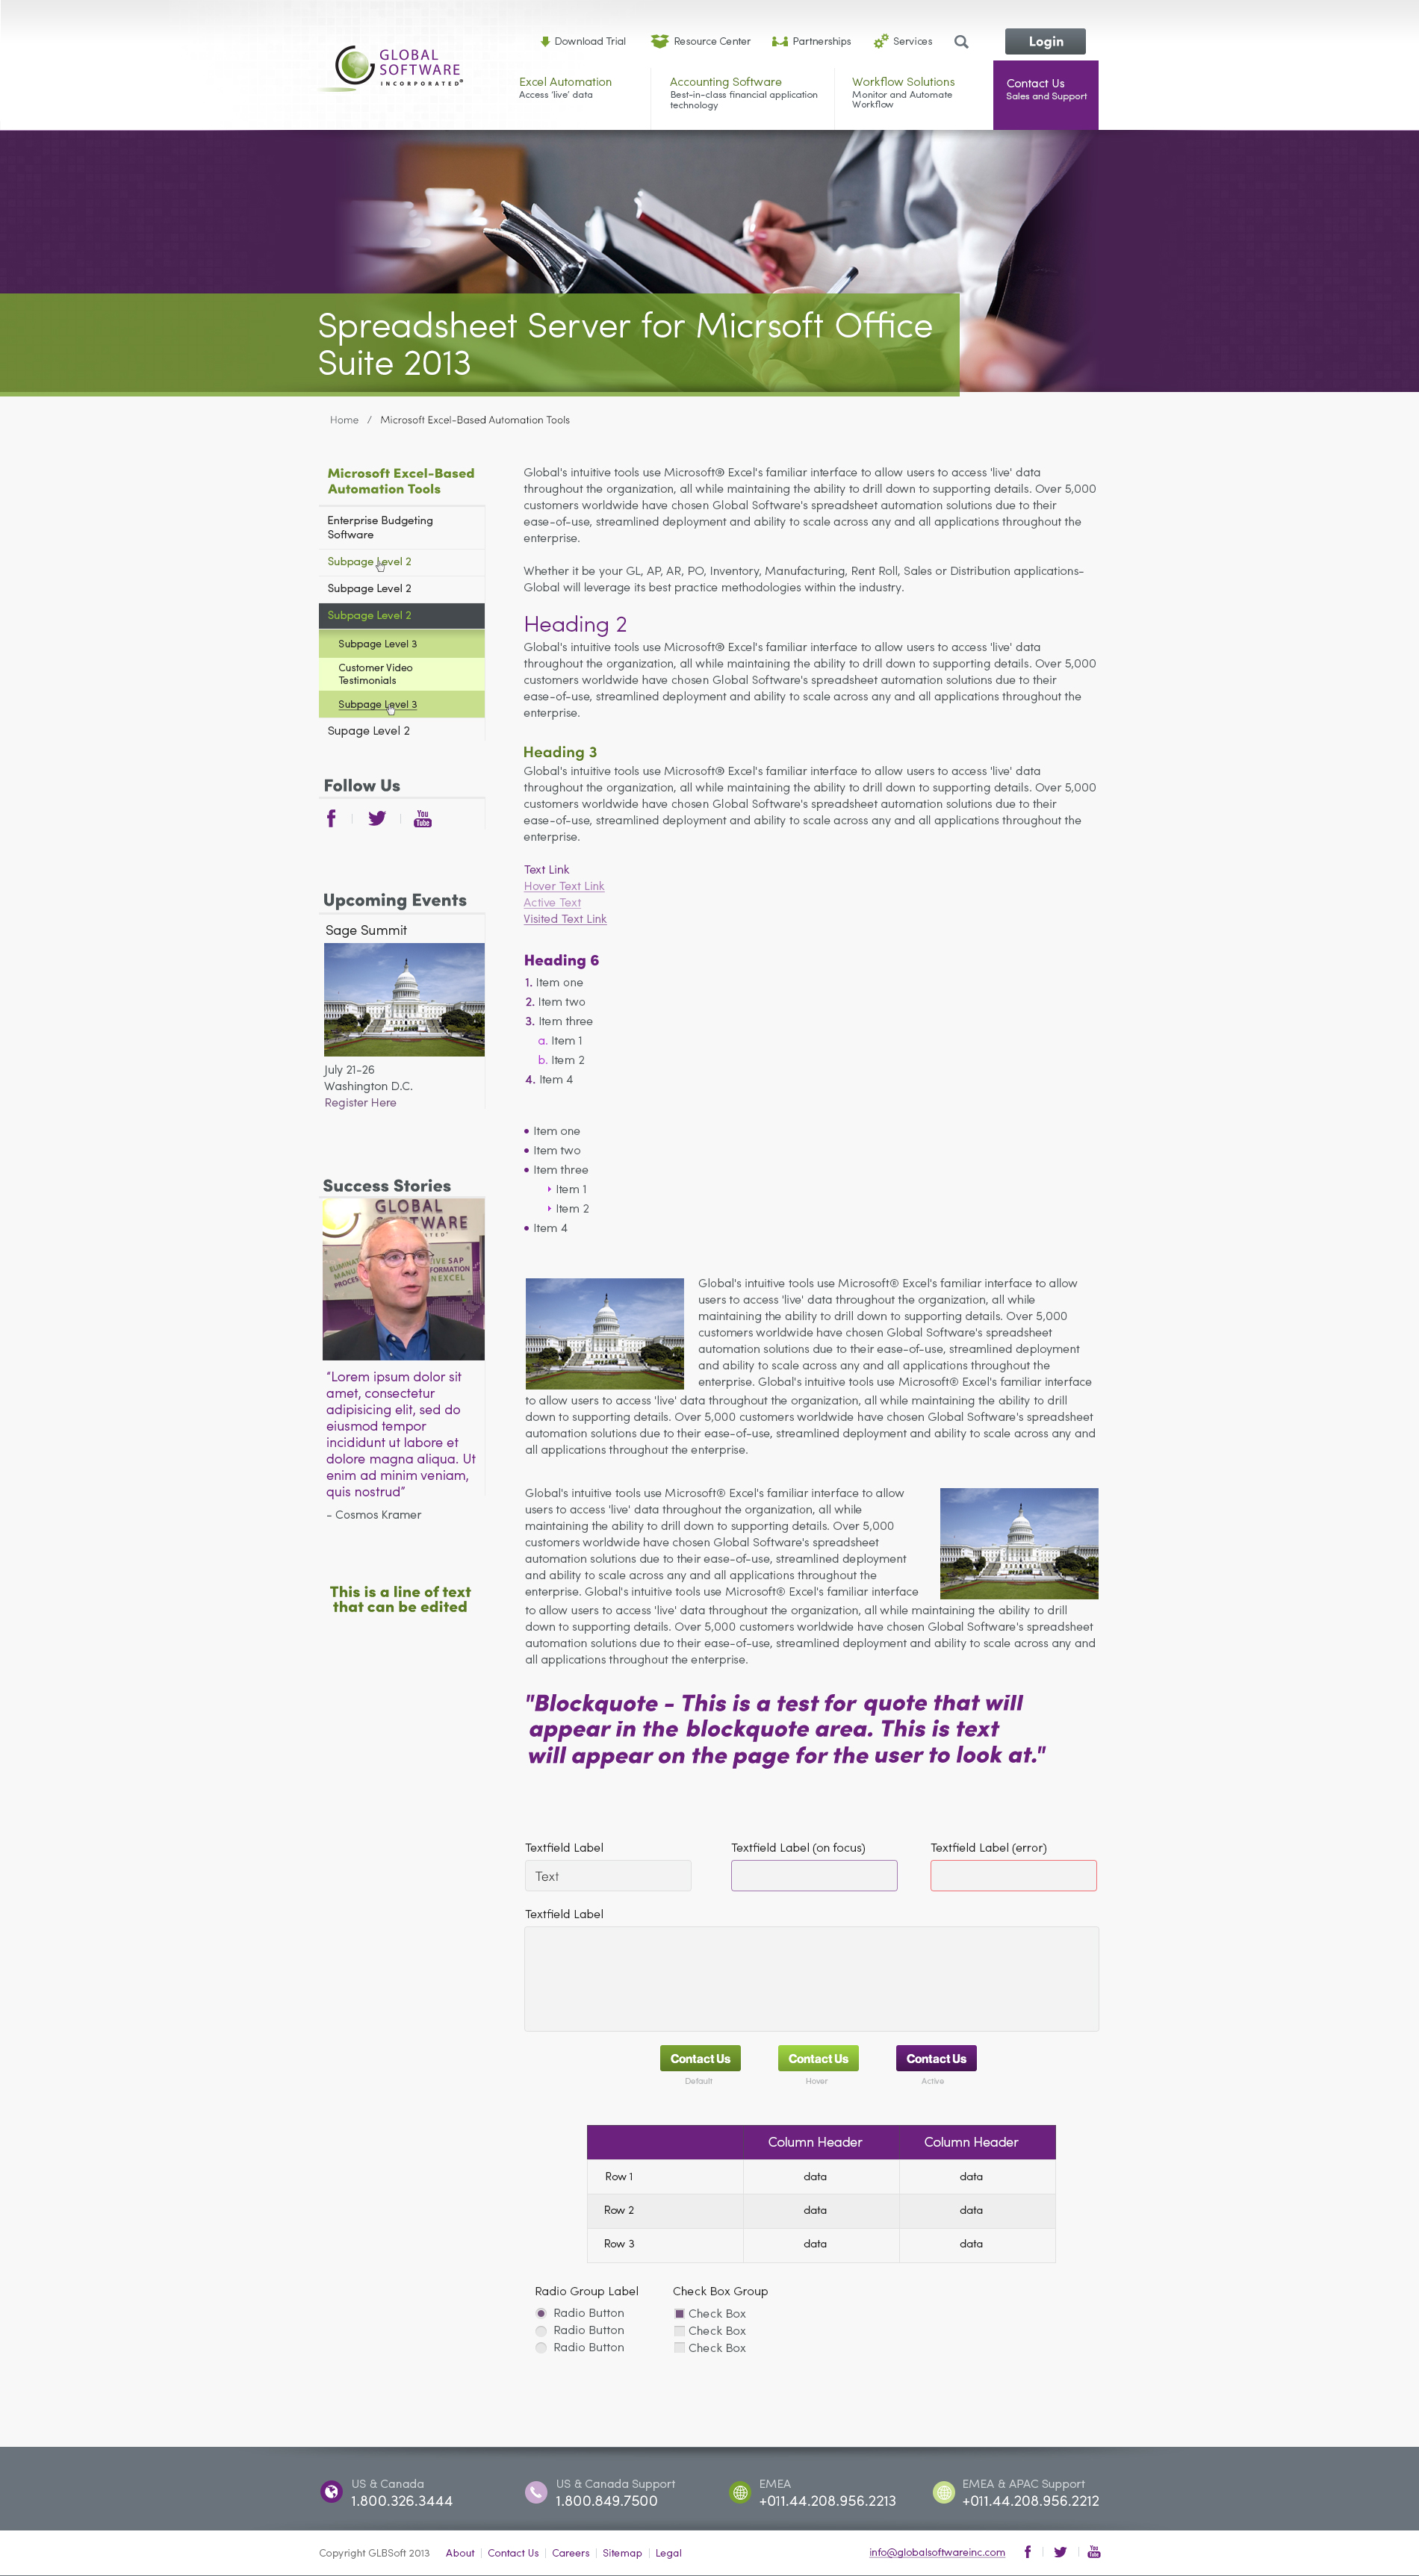 Download Trial
Resource Center
Partnerships
Services
Login
GLOBAL
SOFTWARE
INCORPORATED®
Excel Automation
Access 'live' data
Accounting Software
Best-in-class financial application
technology
Workflow Solutions
Monitor and Automate
Workflow
Contact Us
Sales and Support
Spreadsheet Server for Micrsoft Office
Suite 2013
Home / Microsoft Excel-Based Automation Tools
Microsoft Excel-Based
Automation Tools
Enterprise Budgeting
Software
Subpage Level 2
Subpage Level 2
Subpage Level 2
Subpage Level 3
Customer Video
Testimonials
Subpage Level 3
Supage Level 2
Follow Us
You
Tube
Upcoming Events
Sage Summit
July 21-26
Washington D.C.
Register Here
Success Stories
GLOBAL
Lorem ipsum dolor sit
“Lorem ipsum dolor sit
amet, consectetur
adipisicing elit, sed do
eiusmod tempor
incididunt ut labore et
dolore magna aliqua. Ut
enim ad minim veniam,
quis nostrud”
- Cosmos Kramer
This is a line of text
that can be edited
Global's intuitive tools use Microsoft® Excel's familiar interface to allow users to access 'live' data
throughout the organization, all while maintaining the ability to drill down to supporting details. Over 5,000
customers worldwide have chosen Global Software's spreadsheet automation solutions due to their
ease-of-use, streamlined deployment and ability to scale across any and all applications throughout the
enterprise.
Whether it be your GL, AP, AR, PO, Inventory, Manufacturing, Rent Roll, Sales or Distribution applications-
Global will leverage its best practice methodologies within the industry.
Heading 2
Global's intuitive tools use Microsoft® Excel's familiar interface to allow users to access 'live' data
throughout the organization, all while maintaining the ability to drill down to supporting details. Over 5,000
customers worldwide have chosen Global Software's spreadsheet automation solutions due to their
ease-of-use, streamlined deployment and ability to scale across any and all applications throughout the
enterprise.
Heading 3
Global's intuitive tools use Microsoft® Excel's familiar interface to allow users to access 'live' data
throughout the organization, all while maintaining the ability to drill down to supporting details. Over 5,000
customers worldwide have chosen Global Software's spreadsheet automation solutions due to their
ease-of-use, streamlined deployment and ability to scale across any and all applications throughout the
enterprise.
Text Link
Hover Text Link
Active Text
Visited Text Link
Heading 6
1. Item one
2. Item two
3. Item three
a. Item 1
b. Item 2
4. Item 4
• Item one
• Item two
• Item three
Item 1
Item 2
• Item 4
Global's intuitive tools use Microsoft® Excel's familiar interface to allow
users to access 'live' data throughout the organization, all while
maintaining the ability to drill down to supporting details. Over 5,000
customers worldwide have chosen Global Software's spreadsheet
automation solutions due to their ease-of-use, streamlined deployment
and ability to scale across any and all applications throughout the
enterprise. Global's intuitive tools use Microsoft® Excel's familiar interface
to allow users to access 'live' data throughout the organization, all while maintaining the ability to drill
down to supporting details. Over 5,000 customers worldwide have chosen Global Software's spreadsheet
automation solutions due to their ease-of-use, streamlined deployment and ability to scale across any and
all applications throughout the enterprise.
Global's intuitive tools use Microsoft® Excel's familiar interface to allow
users to access 'live' data throughout the organization, all while
maintaining the ability to drill down to supporting details. Over 5,000
customers worldwide have chosen Global Software's spreadsheet
automation solutions due to their ease-of-use, streamlined deployment
and ability to scale across any and all applications throughout the
enterprise. Global's intuitive tools use Microsoft® Excel's familiar interface
to allow users to access 'live' data throughout the organization, all while maintaining the ability to drill
down to supporting details. Over 5,000 customers worldwide have chosen Global Software's spreadsheet
automation solutions due to their ease-of-use, streamlined deployment and ability to scale across any and
all applications throughout the enterprise.
"Blockquote - This is a test for quote that will
appear in the blockquote area. This is text
will appear on the page for the user to look at."
Textfield Label
Textfield Label (on focus)
Textfield Label (error)
Text
Textfield Label
Contact Us
Contact Us
Contact Us
Default
Hover
Active
Column Header Column Header
Row 1 data data
Row 2 data data
Row 3 data data
Radio Group Label
Radio Button
Radio Button
Radio Button
Check Box Group
Check Box
Check Box
Check Box
US & Canada
1.800.326.3444
US & Canada Support
1.800.849.7500
EMEA
+011.44.208.956.2213
EMEA & APAC Support
+011.44.208.956.2212
Copyright GLBSoft 2013
About | Contact Us | Careers | Sitemap | Legal
info@globalsoftwareinc.com
You
Tube